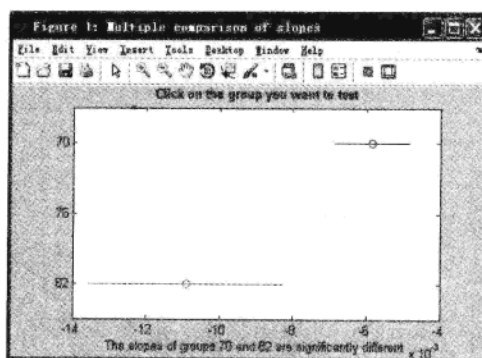 Figure 1: Multiple comparison of slopes
File Edit View Insert Tools Desktop Window Help
Click on the group you want to test
70
76
82
-14 -12 -10 -8 -6 -4
x 10^-3
The slopes of groups 70 and 82 are significantly different